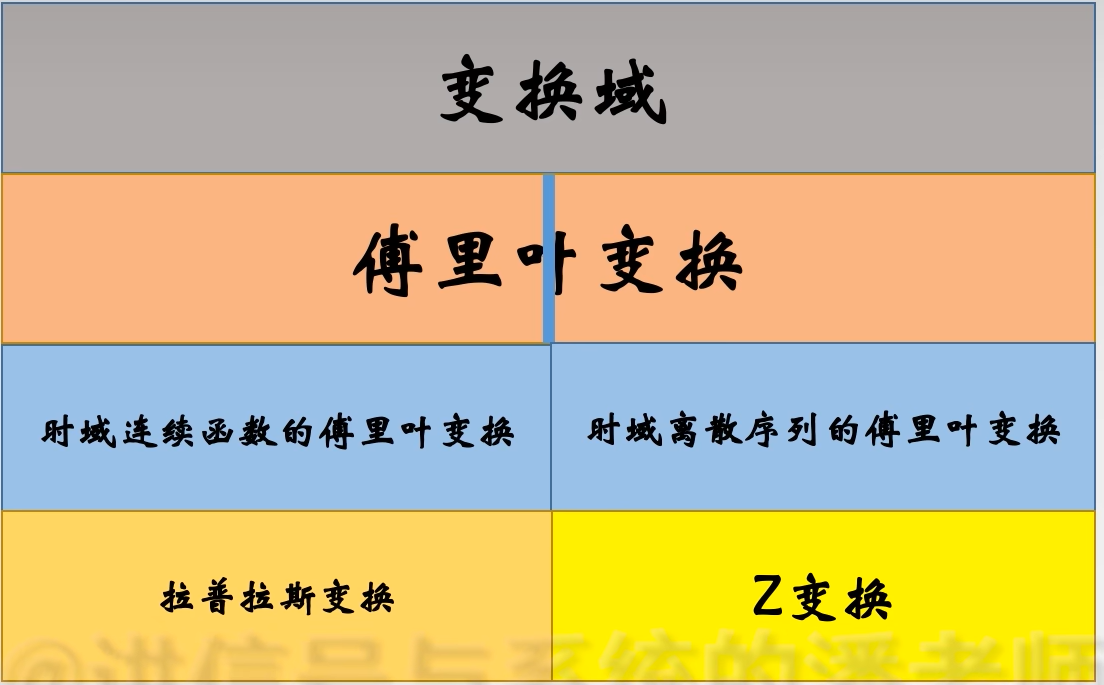 变换域
傅里叶变换
时域连续函数的傅里叶变换
时域离散序列的傅里叶变换
拉普拉斯变换
Z变换
@讲信号与系统的潘老师